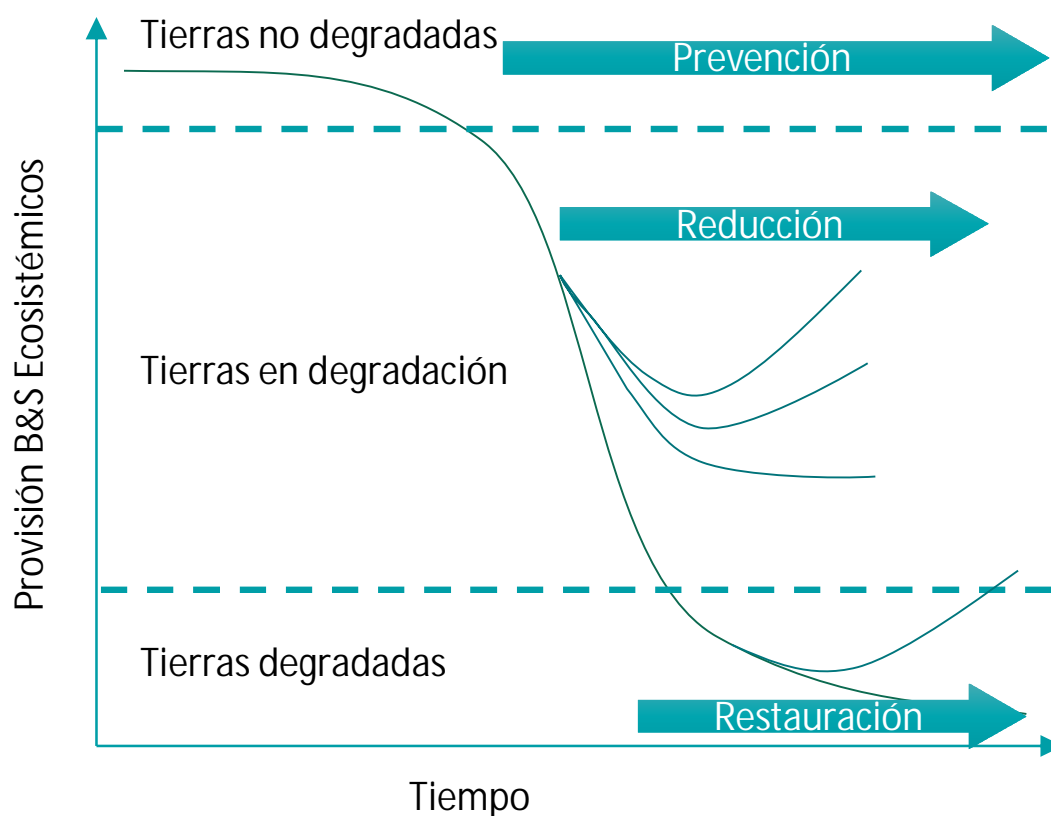 Tierras no degradadas
Prevención
Reducción
Provisión B&S Ecosistémicos
Tierras en degradación
Tierras degradadas
Restauración
Tiempo